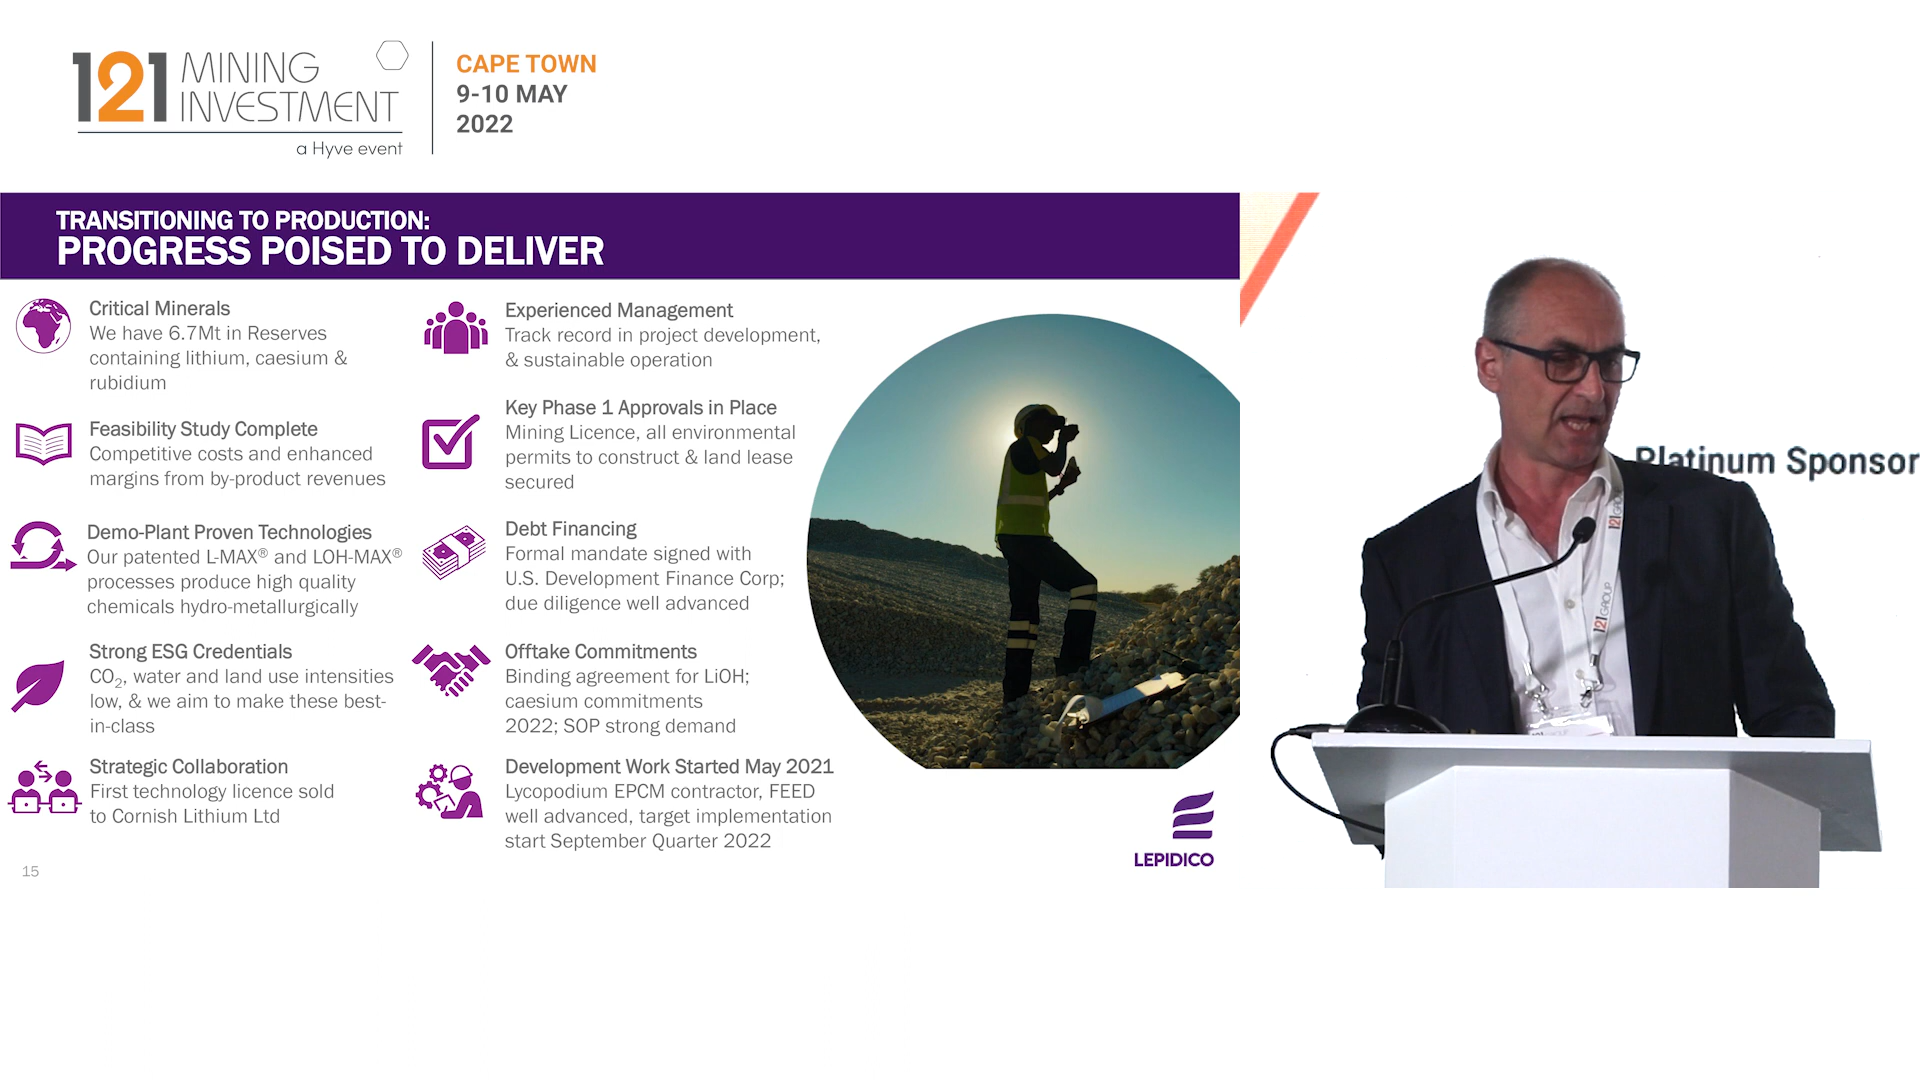 121 MINING
INVESTMENT
a Hyve event
CAPE TOWN
9-10 MAY
2022
TRANSITIONING TO PRODUCTION:
PROGRESS POISED TO DELIVER
Critical Minerals
We have 6.7Mt in Reserves
containing lithium, caesium &
rubidium
Feasibility Study Complete
Competitive costs and enhanced
margins from by-product revenues
Demo-Plant Proven Technologies
Our patented L-MAX® and LOH-MAX®
processes produce high quality
chemicals hydro-metallurgically
Strong ESG Credentials
CO₂, water and land use intensities
low, & we aim to make these best-
in-class
Strategic Collaboration
First technology licence sold
to Cornish Lithium Ltd
Experienced Management
Track record in project development,
& sustainable operation
Key Phase 1 Approvals in Place
Mining Licence, all environmental
permits to construct & land lease
secured
Debt Financing
Formal mandate signed with
U.S. Development Finance Corp;
due diligence well advanced
Offtake Commitments
Binding agreement for LiOH;
caesium commitments
2022; SOP strong demand
Development Work Started May 2021
Lycopodium EPCM contractor, FEED
well advanced, target implementation
start September Quarter 2022
15
LEPIDICO
Platinum Sponsor
121 GROUP
121 GROUP